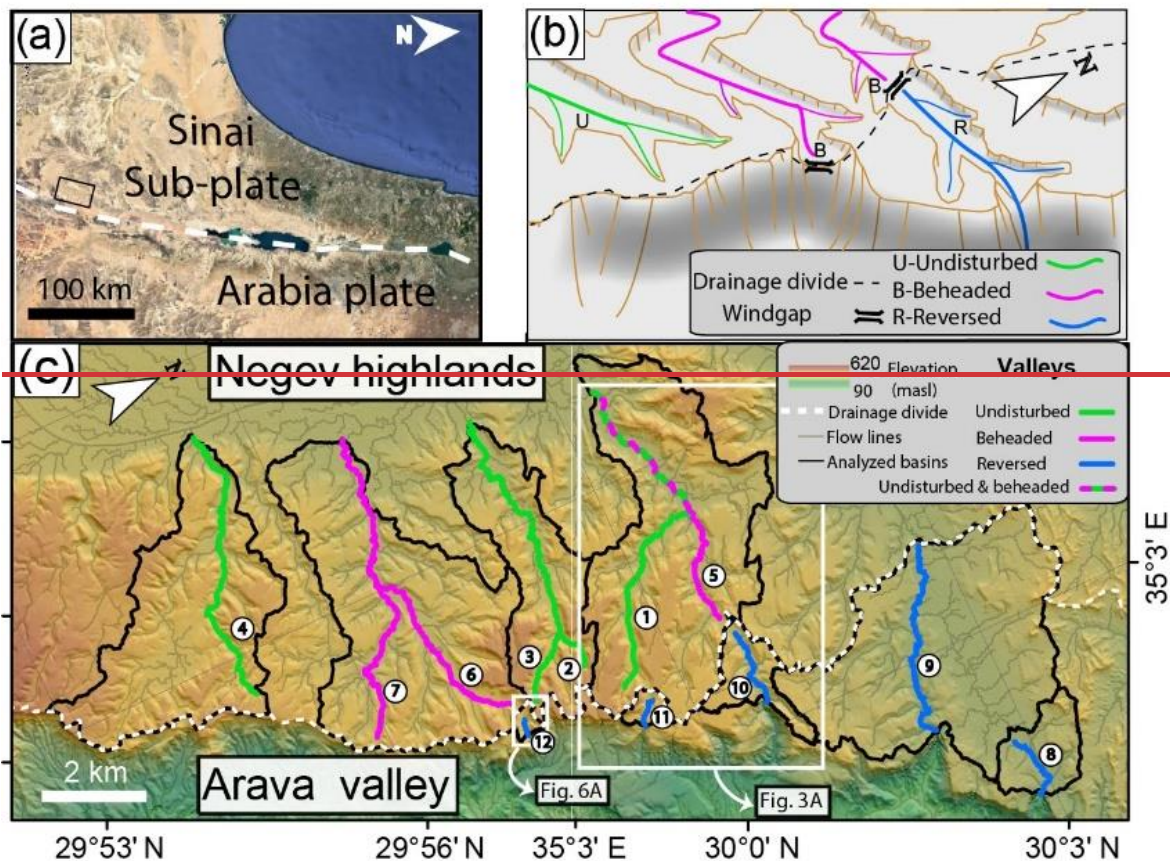 (a)
N
Sinai
Sub-plate
Arabia plate
100 km
(b)
U
B
B
R
N
Drainage divide
Windgap
U-Undisturbed
B-Beheaded
R-Reversed
(c)
N
Negev highlands
620 Elevation
90 (masl)
Drainage divide
Flow lines
Analyzed basins
Valleys
Undisturbed
Beheaded
Reversed
Undisturbed & beheaded
1
2
3
4
5
6
7
8
9
10
11
12
Arava valley
2 km
Fig. 6A
Fig. 3A
35°3' E
29°53' N
29°56' N
35°3' E
30°0' N
30°3' N